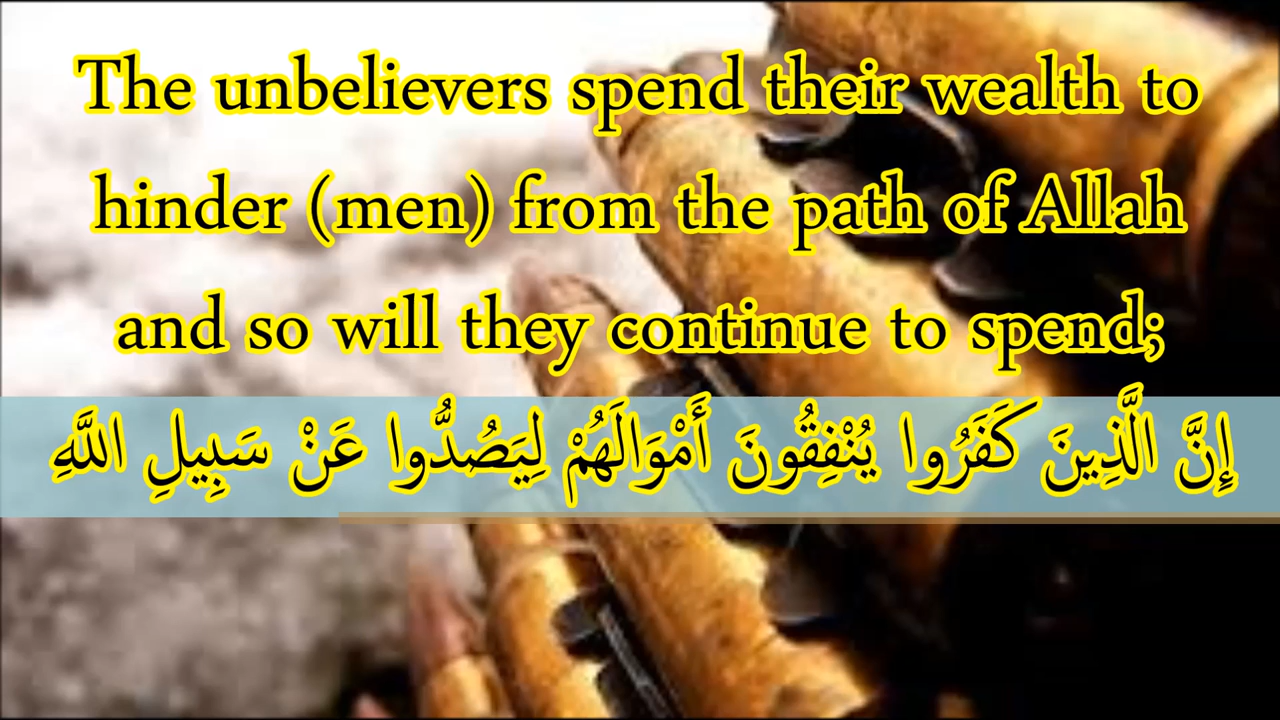 The unbelievers spend their wealth to
hinder (men) from the path of Allah
and so will they continue to spend;
إِنَّ الَّذِينَ كَفَرُوا يُنْفِقُونَ أَمْوَالَهُمْ لِيَصُدُّوا عَنْ سَبِيلِ اللَّهِ